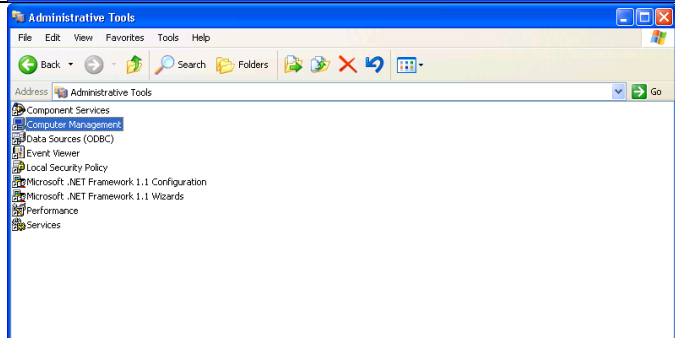 Administrative Tools
File Edit View Favorites Tools Help
Back Search Folders
Address Administrative Tools Go
Component Services
Computer Management
Data Sources (ODBC)
Event Viewer
Local Security Policy
Microsoft .NET Framework 1.1 Configuration
Microsoft .NET Framework 1.1 Wizards
Performance
Services